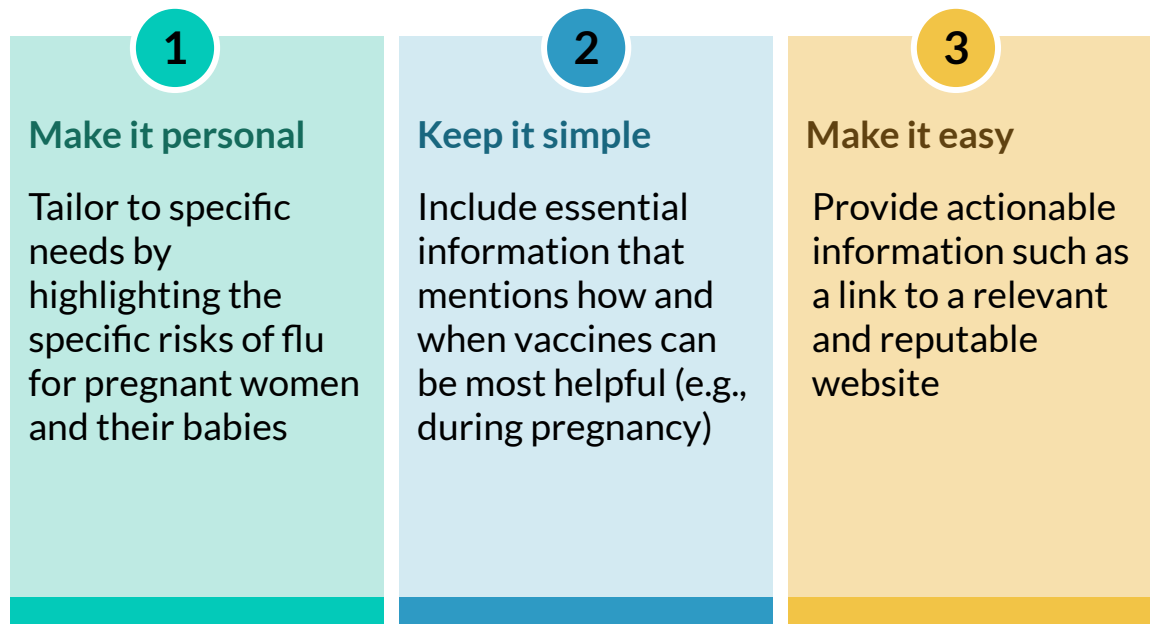 1
Make it personal
Tailor to specific
needs by
highlighting the
specific risks of flu
for pregnant women
and their babies
2
Keep it simple
Include essential
information that
mentions how and
when vaccines can
be most helpful (e.g.,
during pregnancy)
3
Make it easy
Provide actionable
information such as
a link to a relevant
and reputable
website